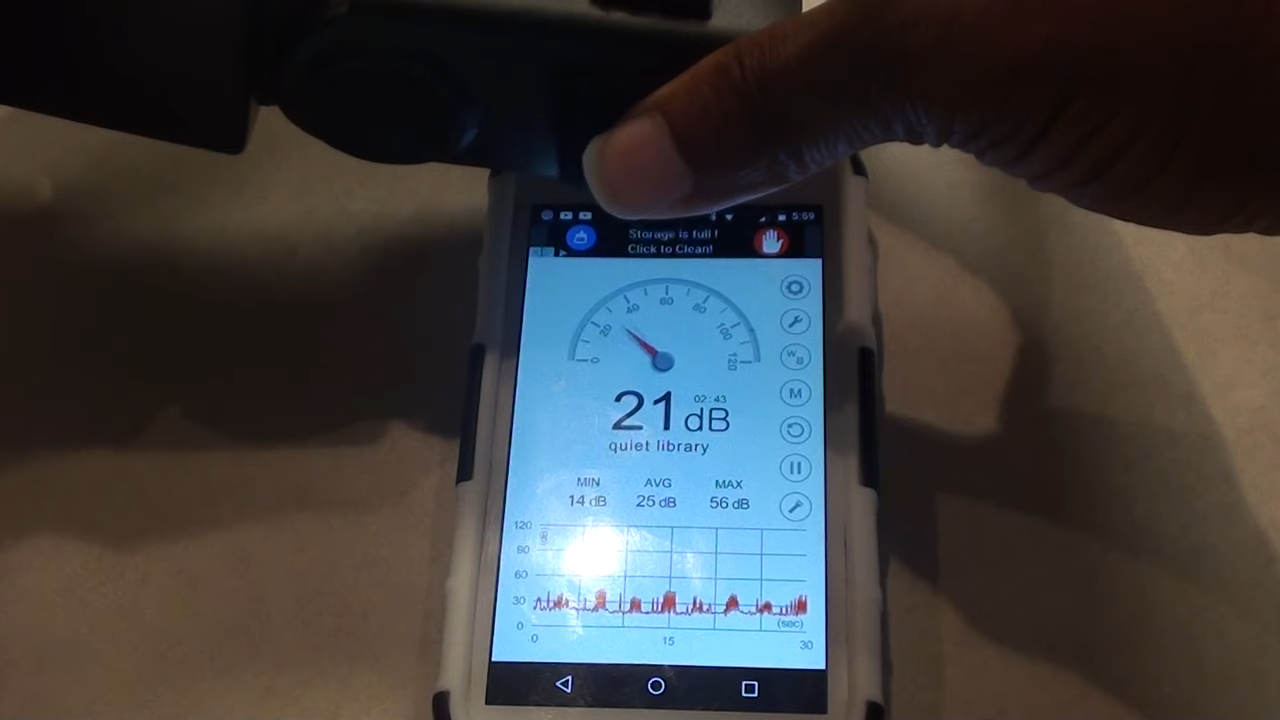 5:59
Storage is full !
Click to Clean!
0 20 40 60 80 100 120
W B
02:43
21 dB
M
quiet library
MIN AVG MAX
14 dB 25 dB 56 dB
120
90
60
30
0
(sec)
0 15 30